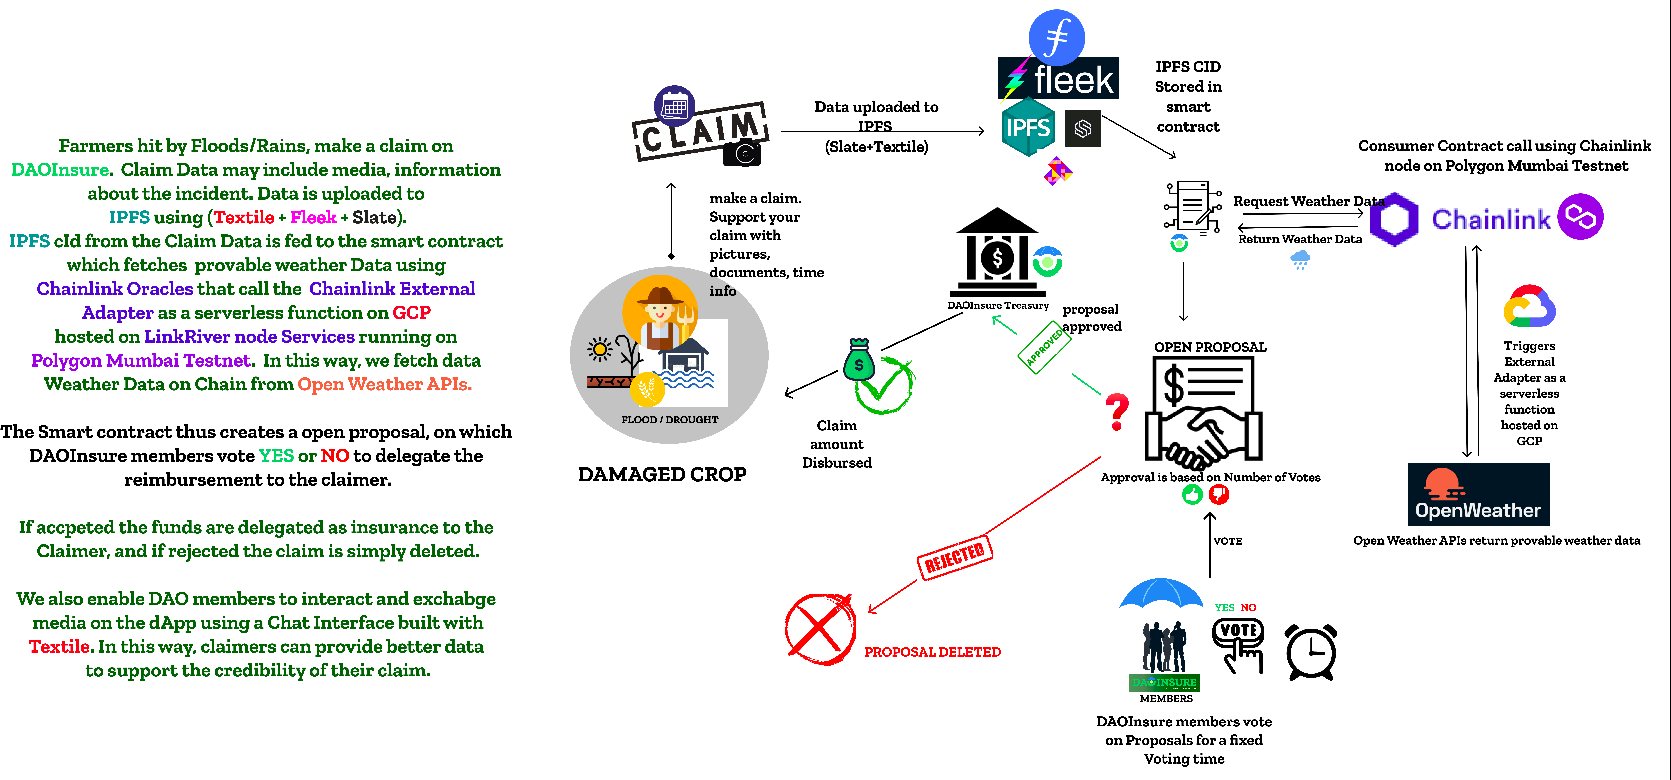 Farmers hit by Floods/Rains, make a claim on
DAOInsure.  Claim Data may include media, information
about the incident. Data is uploaded to
IPFS using (Textile + Fleek + Slate).
IPFS cId from the Claim Data is fed to the smart contract
which fetches  provable weather Data using
Chainlink Oracles that call the  Chainlink External
Adapter as a serverless function on GCP
hosted on LinkRiver node Services running on
Polygon Mumbai Testnet.  In this way, we fetch data
Weather Data on Chain from Open Weather APIs.
The Smart contract thus creates a open proposal, on which
DAOInsure members vote YES or NO to delegate the
reimbursement to the claimer.
If accpeted the funds are delegated as insurance to the
Claimer, and if rejected the claim is simply deleted.
We also enable DAO members to interact and exchabge
media on the dApp using a Chat Interface built with
Textile. In this way, claimers can provide better data
to support the credibility of their claim.
CLAIM
Data uploaded to
IPFS
(Slate+Textile)
fleek
IPFS
IPFS CID
Stored in
smart
contract
Consumer Contract call using Chainlink
node on Polygon Mumbai Testnet
Request Weather Data
Return Weather Data
Chainlink
make a claim.
Support your
claim with
pictures,
documents, time
info
FLOOD / DROUGHT
DAMAGED CROP
DAOInsure Treasury
proposal
approved
APPROVED
Claim
amount
Disbursed
OPEN PROPOSAL
Approval is based on Number of Votes
Triggers
External
Adapter as a
serverless
function
hosted on
GCP
OpenWeather
Open Weather APIs return provable weather data
REJECTED
PROPOSAL DELETED
VOTE
YES NO
VOTE
DAOINSURE
MEMBERS
DAOInsure members vote
on Proposals for a fixed
Voting time